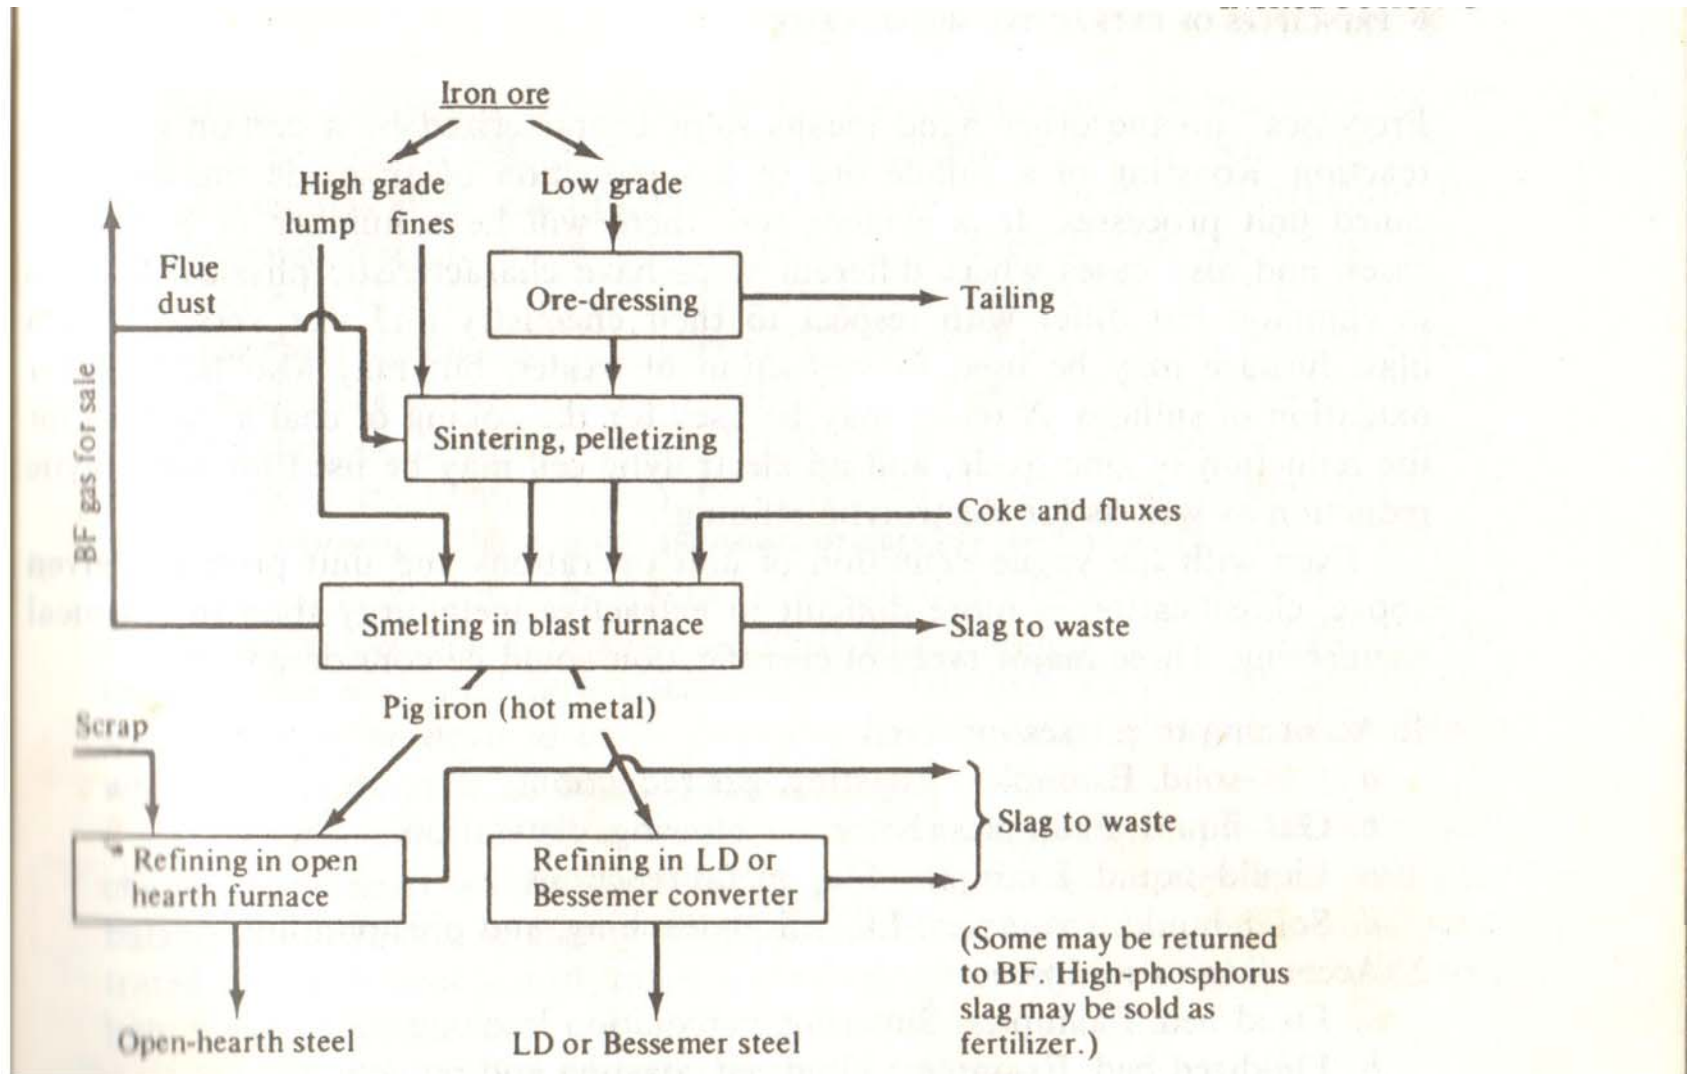 Iron ore
High grade
lump fines
Low grade
Flue
dust
Ore-dressing
Tailing
BF gas for sale
Sintering, pelletizing
Coke and fluxes
Smelting in blast furnace
Slag to waste
Pig iron (hot metal)
Scrap
Slag to waste
Refining in open
hearth furnace
Refining in LD or
Bessemer converter
(Some may be returned
to BF. High-phosphorus
slag may be sold as
fertilizer.)
Open-hearth steel
LD or Bessemer steel